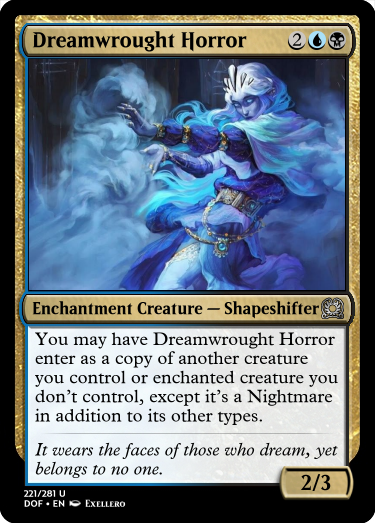 Dreamwrought Horror 2
Enchantment Creature — Shapeshifter
You may have Dreamwrought Horror
enter as a copy of another creature
you control or enchanted creature you
don't control, except it's a Nightmare
in addition to its other types.
It wears the faces of those who dream, yet
belongs to no one.
2/3
221/281 U
DOF • EN Exellero